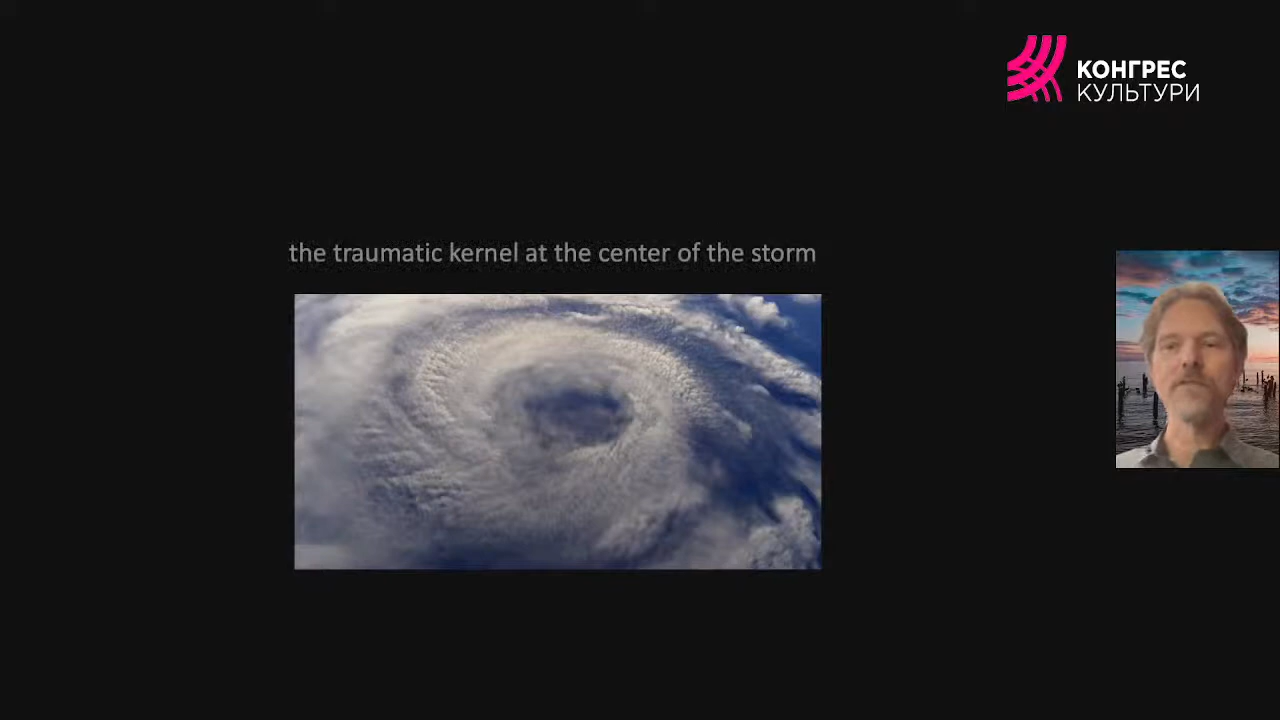 КОНГРЕС
КУЛЬТУРИ
the traumatic kernel at the center of the storm